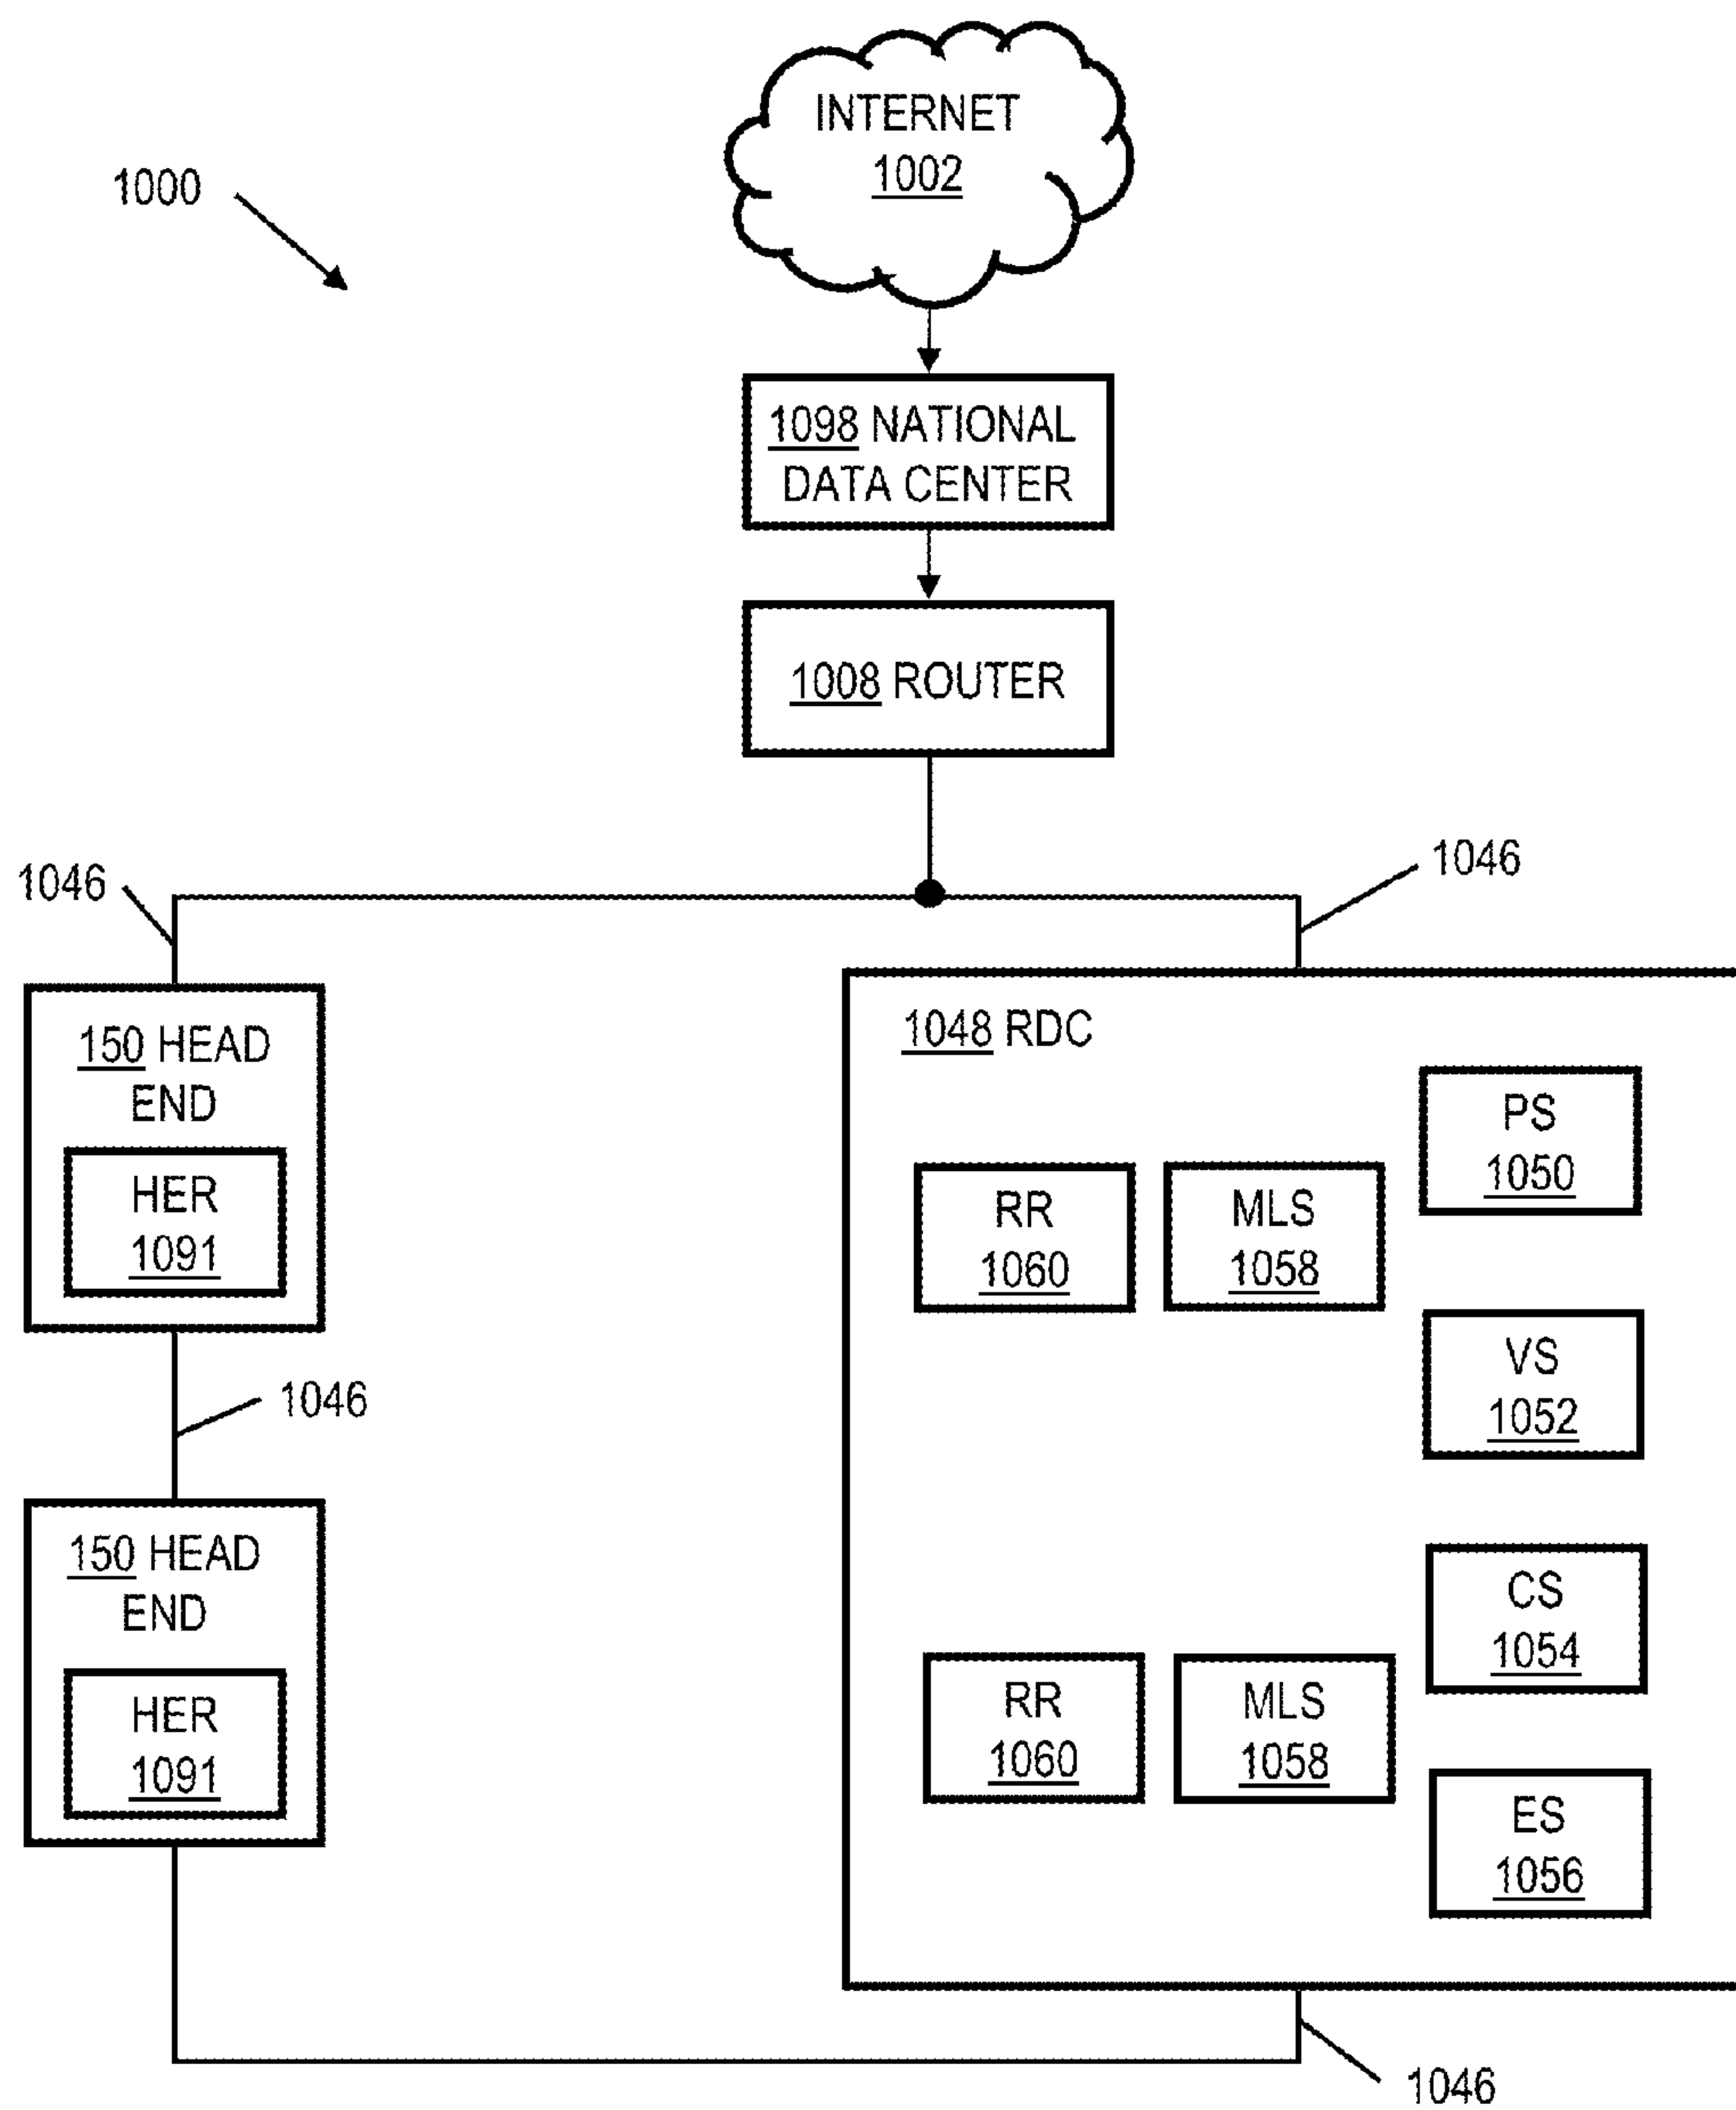 INTERNET
1002
1000
1098 NATIONAL
DATA CENTER
1008 ROUTER
1046
1046
150 HEAD
END
HER
1091
1046
150 HEAD
END
HER
1091
1048 RDC
PS
1050
RR
1060
MLS
1058
VS
1052
CS
1054
RR
1060
MLS
1058
ES
1056
1046